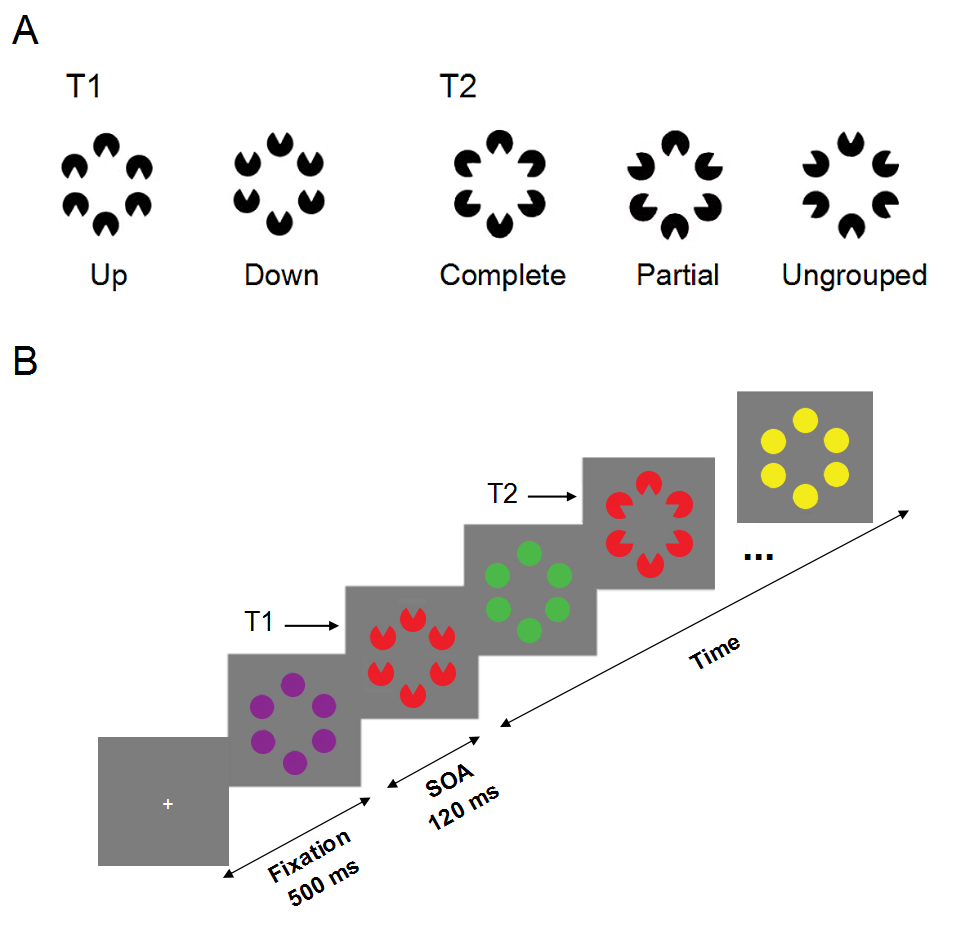 A
T1 T2
Up Down Complete Partial Ungrouped
B
T2
...
T1
Time
+
SOA
120 ms
Fixation
500 ms